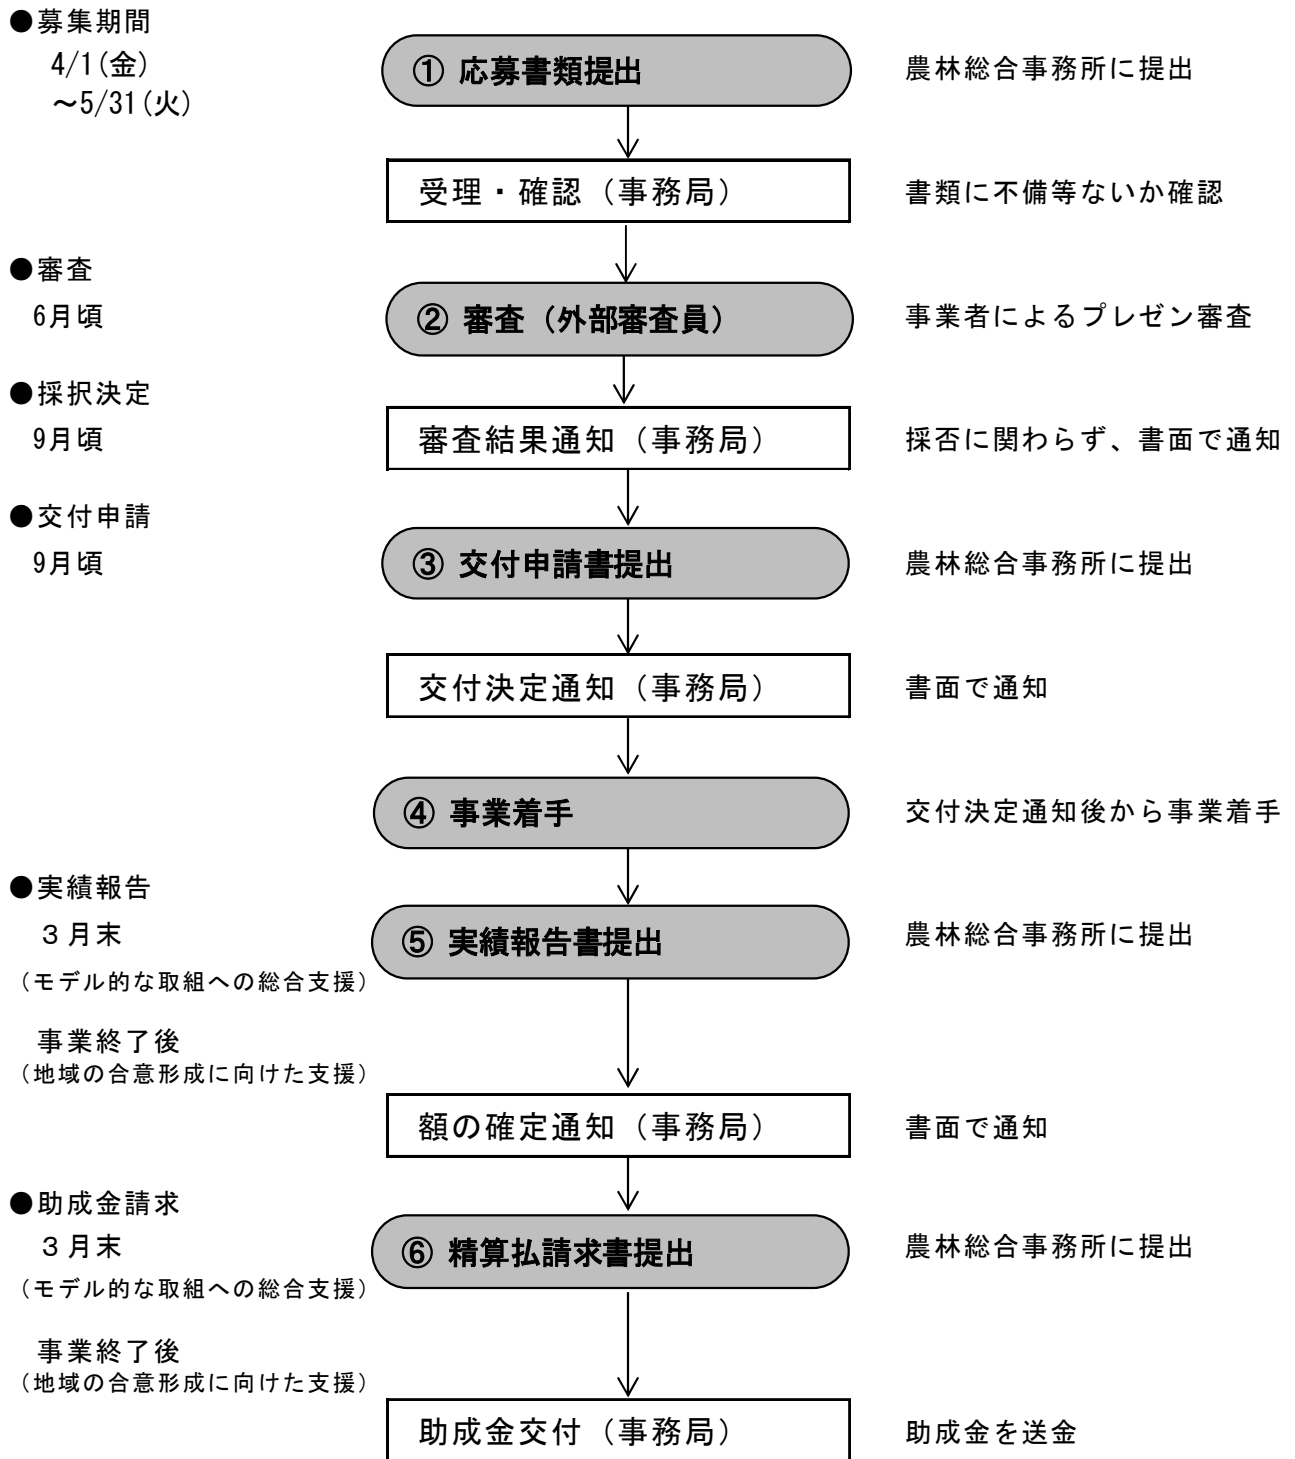 ●募集期間
4/1(金)
～5/31(火)
① 応募書類提出
農林総合事務所に提出
受理・確認（事務局）
書類に不備等ないか確認
●審査
6月頃
② 審査（外部審査員）
事業者によるプレゼン審査
●採択決定
9月頃
審査結果通知（事務局）
採否に関わらず、書面で通知
●交付申請
9月頃
③ 交付申請書提出
農林総合事務所に提出
交付決定通知（事務局）
書面で通知
④ 事業着手
交付決定通知後から事業着手
●実績報告
３月末
（モデル的な取組への総合支援）
⑤ 実績報告書提出
農林総合事務所に提出
事業終了後
（地域の合意形成に向けた支援）
額の確定通知（事務局）
書面で通知
●助成金請求
３月末
（モデル的な取組への総合支援）
⑥ 精算払請求書提出
農林総合事務所に提出
事業終了後
（地域の合意形成に向けた支援）
助成金交付（事務局）
助成金を送金